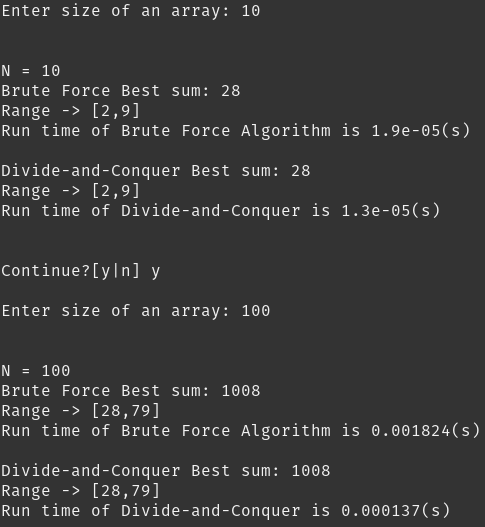 Enter size of an array: 10
N = 10
Brute Force Best sum: 28
Range -> [2,9]
Run time of Brute Force Algorithm is 1.9e-05(s)
Divide-and-Conquer Best sum: 28
Range -> [2,9]
Run time of Divide-and-Conquer is 1.3e-05(s)
Continue?[y|n] y
Enter size of an array: 100
N = 100
Brute Force Best sum: 1008
Range -> [28,79]
Run time of Brute Force Algorithm is 0.001824(s)
Divide-and-Conquer Best sum: 1008
Range -> [28,79]
Run time of Divide-and-Conquer is 0.000137(s)